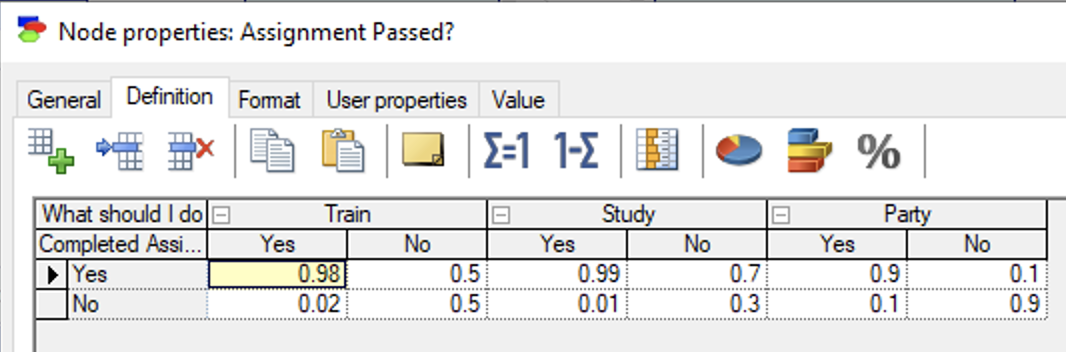 Node properties: Assignment Passed?
General Definition Format User properties Value
Σ=1 1-Σ %
What should I do Train Study Party
Completed Assi... Yes No Yes No Yes No
Yes 0.98 0.5 0.99 0.7 0.9 0.1
No 0.02 0.5 0.01 0.3 0.1 0.9